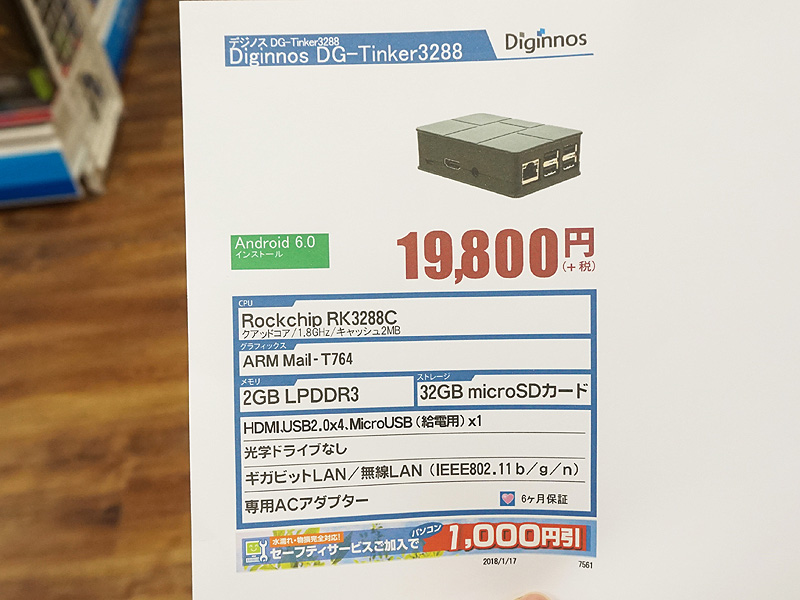 デジノス DG-Tinker3288
Diginnos DG-Tinker3288
Diginnos
Android 6.0
インストール
19,800円
(+税)
CPU
Rockchip RK3288C
クアッドコア/1.8GHz/キャッシュ2MB
グラフィックス
ARM Mail-T764
メモリ
2GB LPDDR3
ストレージ
32GB microSDカード
HDMI、USB2.0x4、MicroUSB（給電用）x1
光学ドライブなし
ギガビットLAN／無線LAN（IEEE802.11 b／g／n）
専用ACアダプター
6ヶ月保証
水濡れ・物損完全対応!
セーフティサービスご加入で
パソコン
1,000円引
2018/1/17
7561